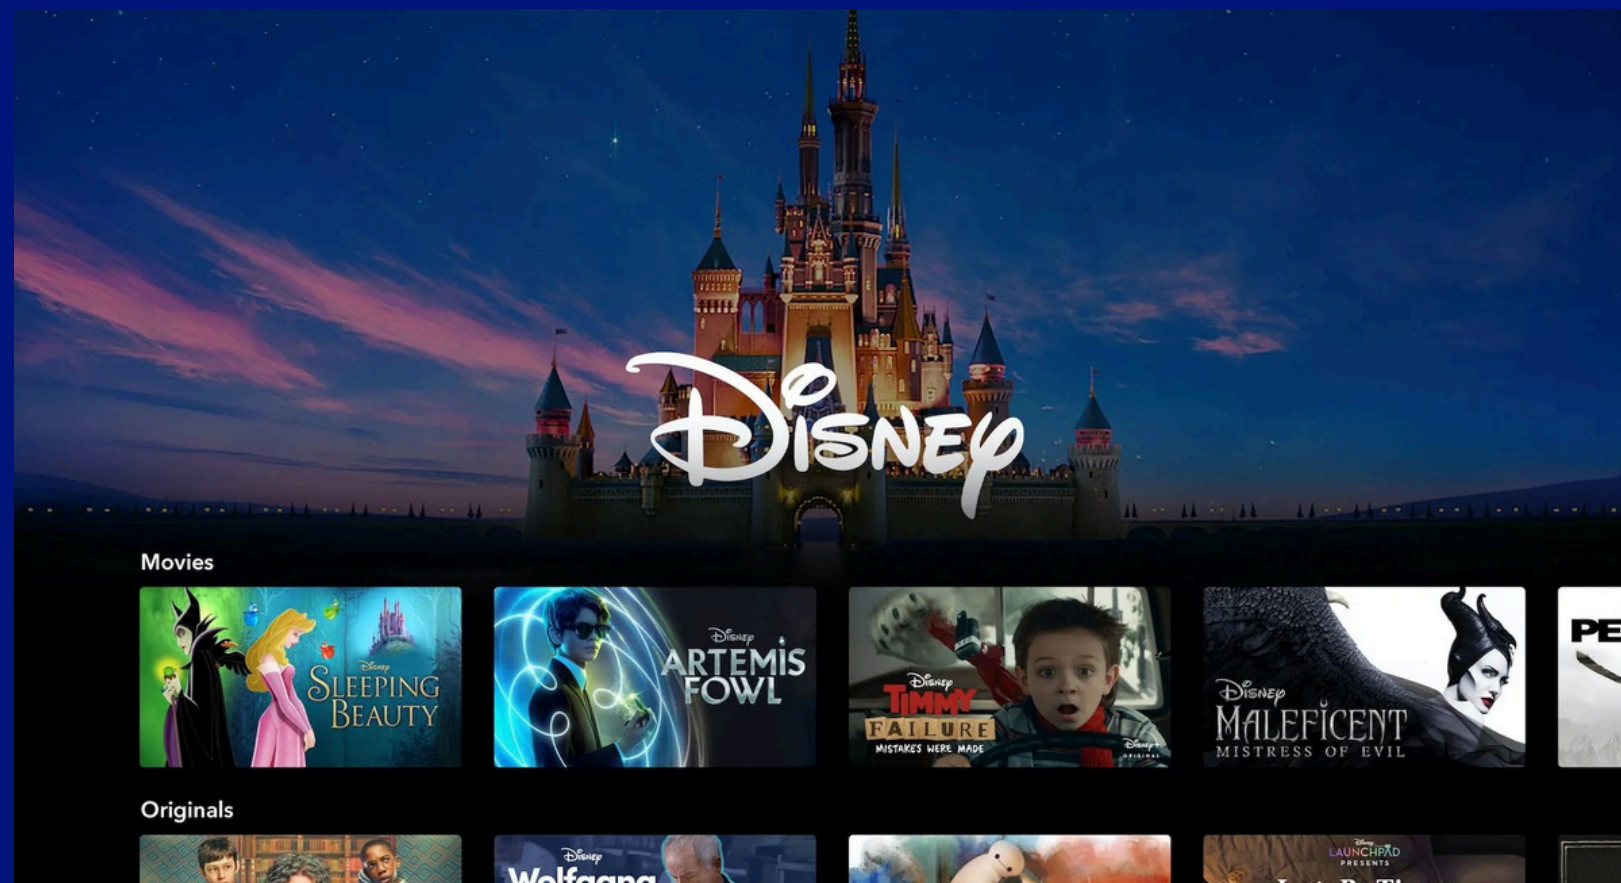 Disney
Movies
Disney
SLEEPING
BEAUTY
Disney
ARTEMIS
FOWL
Disney
TIMMY
FAILURE
MISTAKES WERE MADE
Disney+
ORIGINAL
Disney
MALEFICENT
MISTRESS OF EVIL
PE
Originals
Disney
Wolfgang
Disney
LAUNCHPAD
PRESENTS